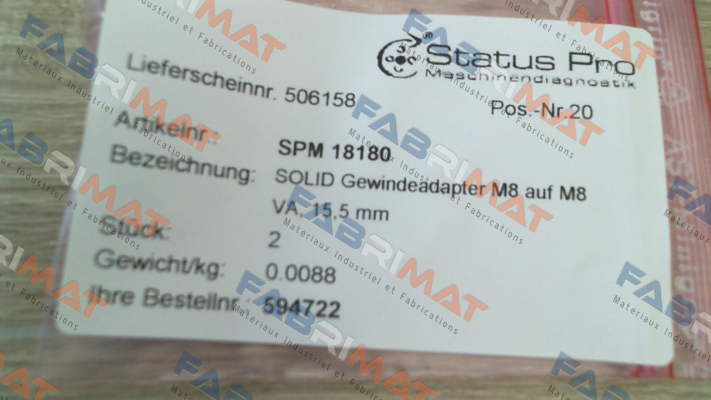 Status Pro
Maschinendiagnostik
Lieferscheinnr. 506158
Pos.-Nr.20
Artikelnr.: SPM 18180
Bezeichnung: SOLID Gewindeadapter M8 auf M8
VA, 15,5 mm
Stück: 2
Gewicht/kg: 0.0088
Ihre Bestellnr.: 594722
FABRIMAT
Materiaux Industriel et Fabrications